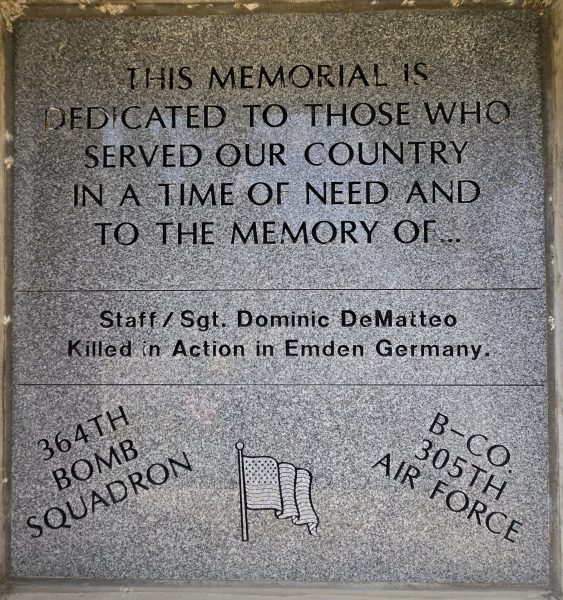 THIS MEMORIAL IS
DEDICATED TO THOSE WHO
SERVED OUR COUNTRY
IN A TIME OF NEED AND
TO THE MEMORY OF...
Staff/Sgt. Dominic DeMatteo
Killed in Action in Emden Germany.
364TH
BOMB
SQUADRON
B-CO.
305TH
AIR FORCE